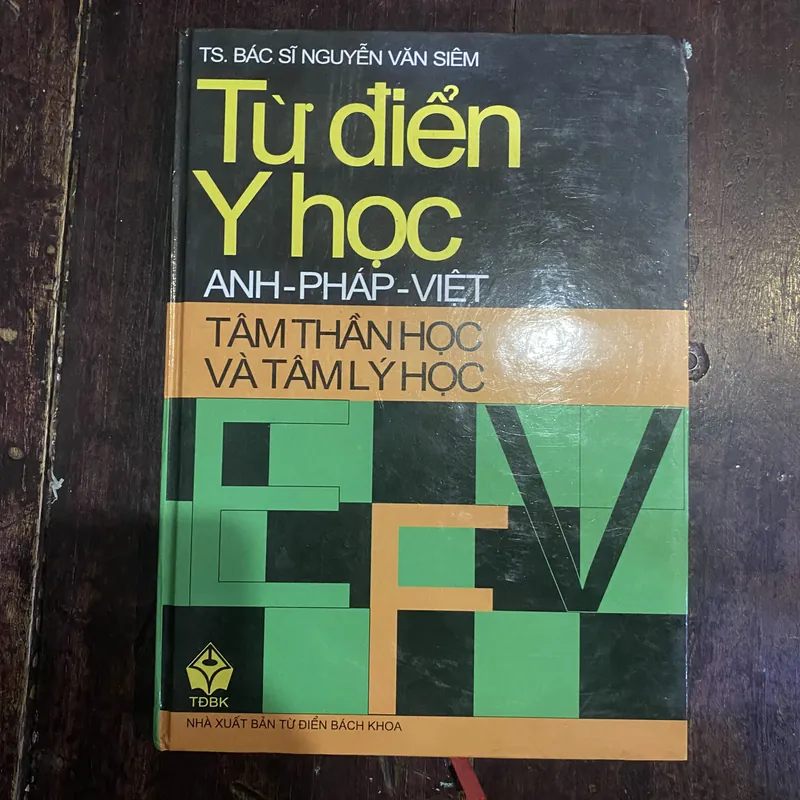 TS. BÁC SĨ NGUYỄN VĂN SIÊM
Từ điển
Y học
ANH-PHÁP-VIỆT
TÂM THẦN HỌC
VÀ TÂM LÝ HỌC
E F V
TĐBK
NHÀ XUẤT BẢN TỪ ĐIỂN BÁCH KHOA